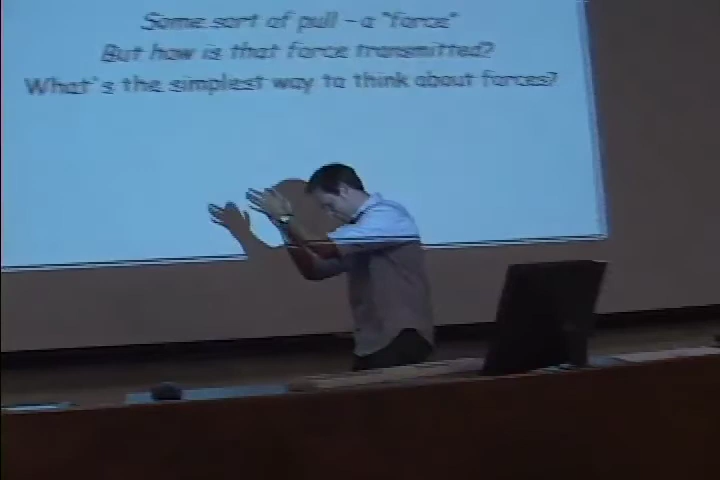 Some sort of pull - a "force"
But how is that force transmitted?
What's the simplest way to think about forces?